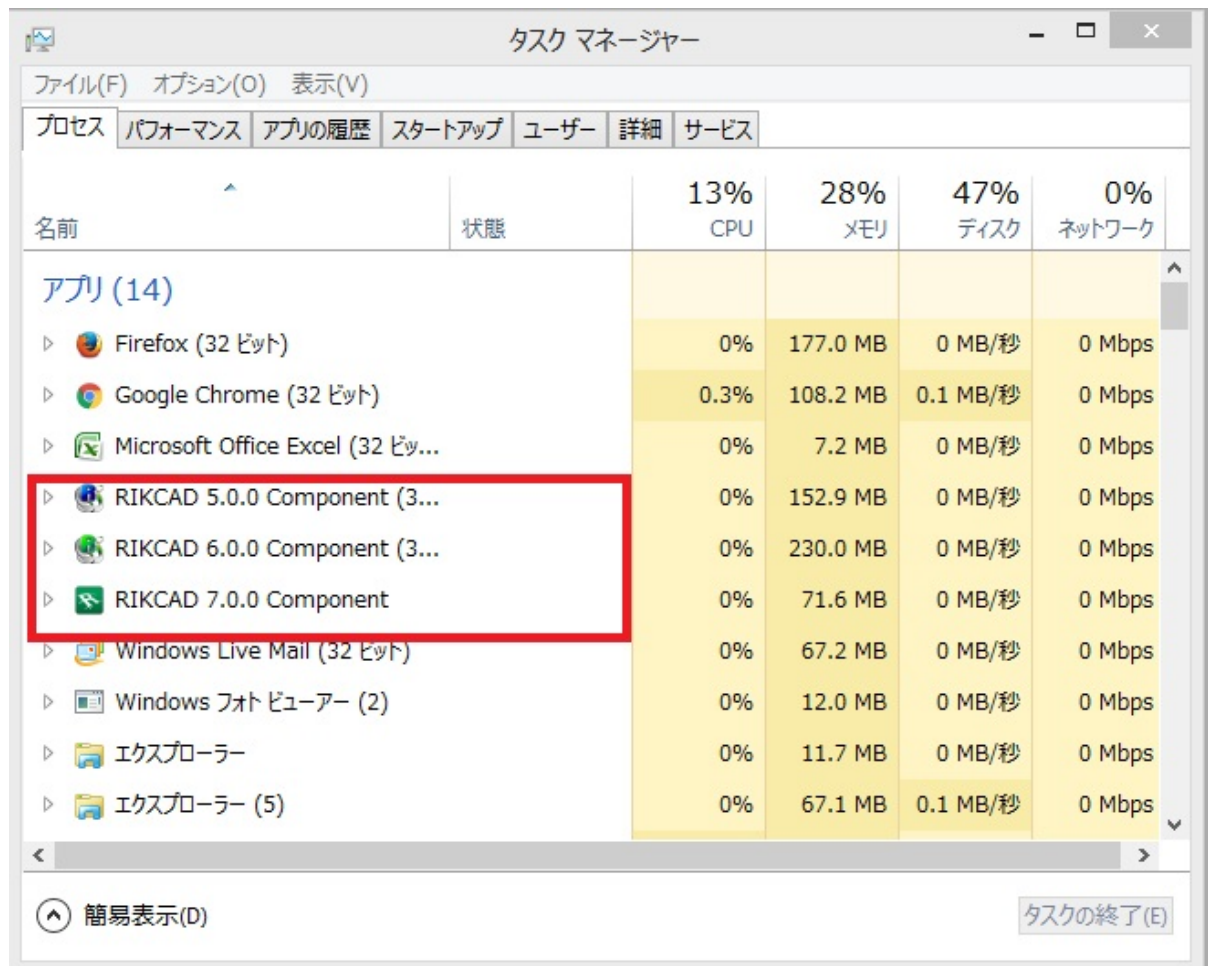 タスク マネージャー
ファイル(F) オプション(O) 表示(V)
プロセス パフォーマンス アプリの履歴 スタートアップ ユーザー 詳細 サービス
13% 28% 47% 0%
名前 状態 CPU メモリ ディスク ネットワーク
アプリ (14)
Firefox (32 ビット) 0% 177.0 MB 0 MB/秒 0 Mbps
Google Chrome (32 ビット) 0.3% 108.2 MB 0.1 MB/秒 0 Mbps
Microsoft Office Excel (32 ビッ... 0% 7.2 MB 0 MB/秒 0 Mbps
RIKCAD 5.0.0 Component (3... 0% 152.9 MB 0 MB/秒 0 Mbps
RIKCAD 6.0.0 Component (3... 0% 230.0 MB 0 MB/秒 0 Mbps
RIKCAD 7.0.0 Component 0% 71.6 MB 0 MB/秒 0 Mbps
Windows Live Mail (32 ビット) 0% 67.2 MB 0 MB/秒 0 Mbps
Windows フォト ビューアー (2) 0% 12.0 MB 0 MB/秒 0 Mbps
エクスプローラー 0% 11.7 MB 0 MB/秒 0 Mbps
エクスプローラー (5) 0% 67.1 MB 0.1 MB/秒 0 Mbps
簡易表示(D) タスクの終了(E)